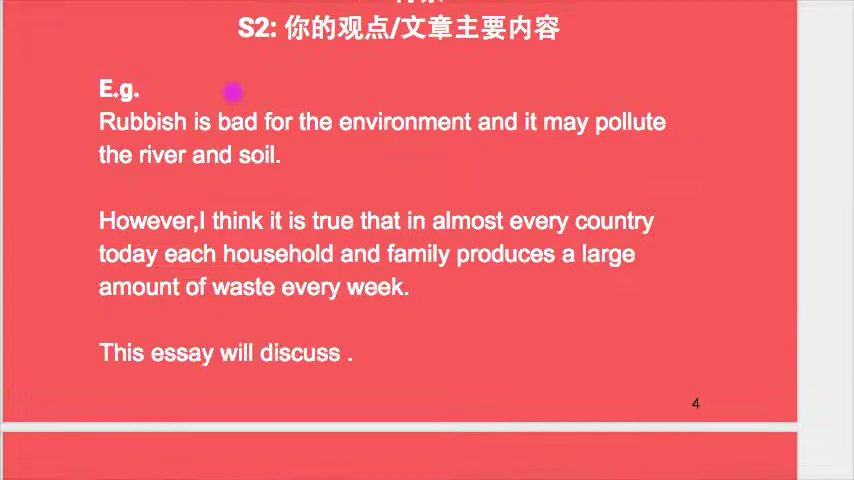 S2: 你的观点/文章主要内容
E.g.
Rubbish is bad for the environment and it may pollute
the river and soil.
However,I think it is true that in almost every country
today each household and family produces a large
amount of waste every week.
This essay will discuss .
4